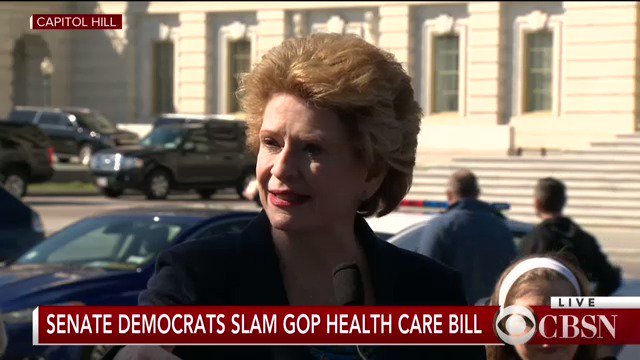 CAPITOL HILL
LIVE
SENATE DEMOCRATS SLAM GOP HEALTH CARE BILL
CBSN